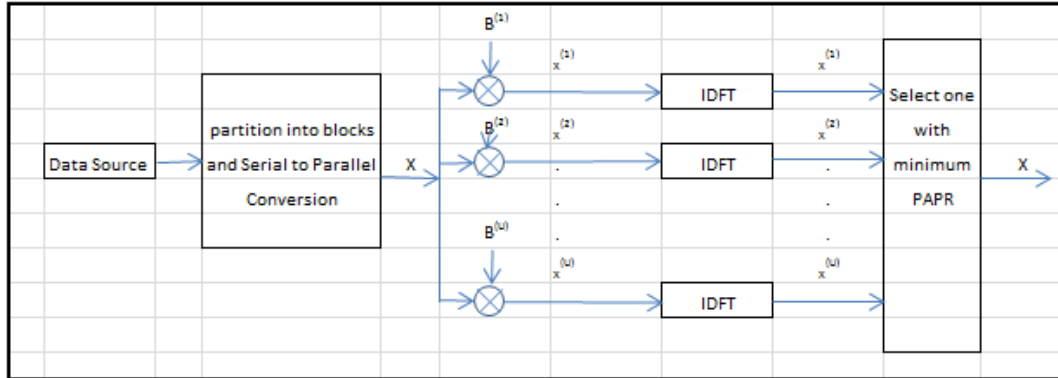 B(1)
x(1)
x(1)
IDFT
Select one
with
minimum
PAPR
partition into blocks
and Serial to Parallel
Conversion
Data Source
X
B(2)
x(2)
x(2)
IDFT
X
.
.
.
.
.
.
B(U)
x(U)
x(U)
IDFT